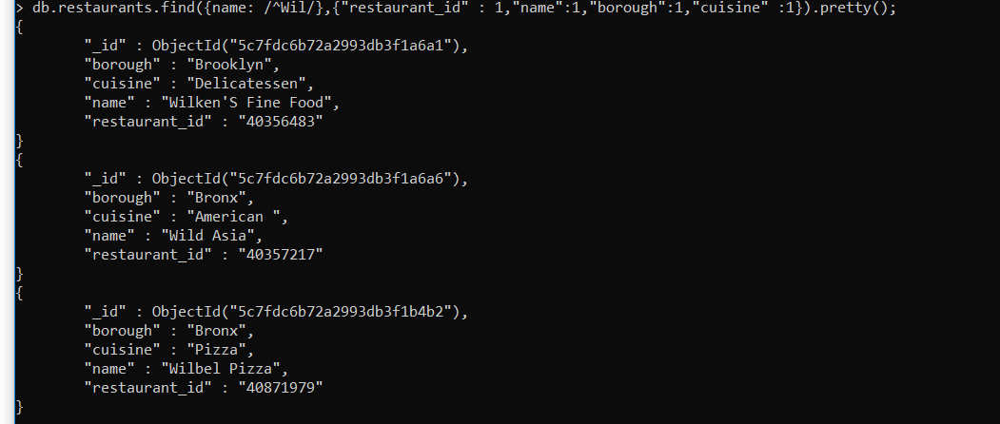 > db.restaurants.find({name: /^Wil/},{"restaurant_id" : 1,"name":1,"borough":1,"cuisine" :1}).pretty();
{
        "_id" : ObjectId("5c7fdc6b72a2993db3f1a6a1"),
        "borough" : "Brooklyn",
        "cuisine" : "Delicatessen",
        "name" : "Wilken'S Fine Food",
        "restaurant_id" : "40356483"
}
{
        "_id" : ObjectId("5c7fdc6b72a2993db3f1a6a6"),
        "borough" : "Bronx",
        "cuisine" : "American ",
        "name" : "Wild Asia",
        "restaurant_id" : "40357217"
}
{
        "_id" : ObjectId("5c7fdc6b72a2993db3f1b4b2"),
        "borough" : "Bronx",
        "cuisine" : "Pizza",
        "name" : "Wilbel Pizza",
        "restaurant_id" : "40871979"
}